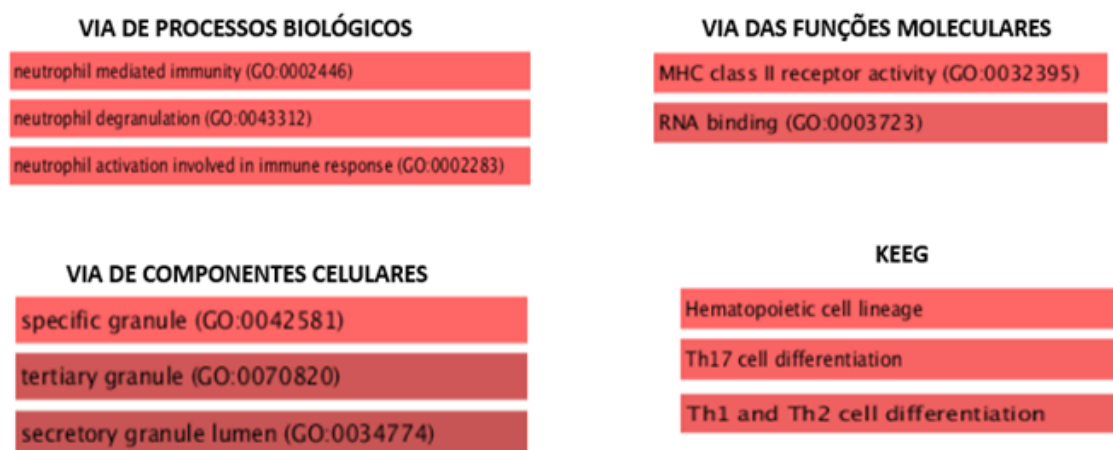 VIA DE PROCESSOS BIOLÓGICOS
neutrophil mediated immunity (GO:0002446)
neutrophil degranulation (GO:0043312)
neutrophil activation involved in immune response (GO:0002283)
VIA DAS FUNÇÕES MOLECULARES
MHC class II receptor activity (GO:0032395)
RNA binding (GO:0003723)
VIA DE COMPONENTES CELULARES
specific granule (GO:0042581)
tertiary granule (GO:0070820)
secretory granule lumen (GO:0034774)
KEEG
Hematopoietic cell lineage
Th17 cell differentiation
Th1 and Th2 cell differentiation